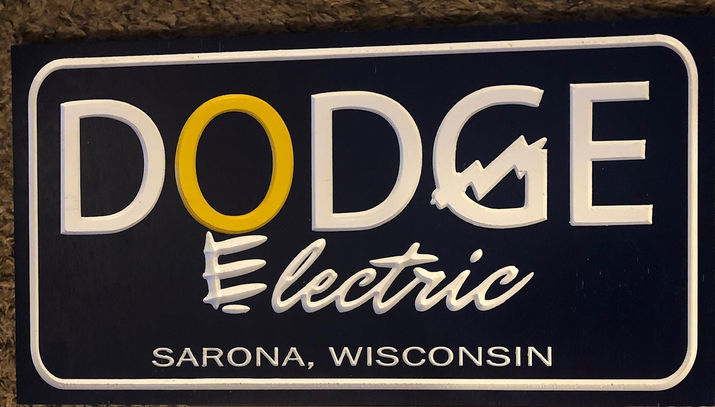 DODGE
Electric
SARONA, WISCONSIN